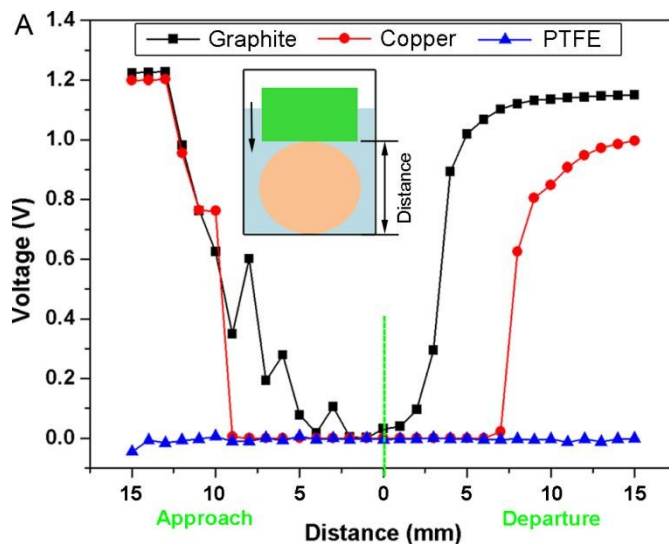 A
Graphite Copper PTFE
1.4
1.2
1.0
0.8
0.6
0.4
0.2
0.0
Voltage (V)
Distance
15 10 5 0 5 10 15
Approach Distance (mm) Departure